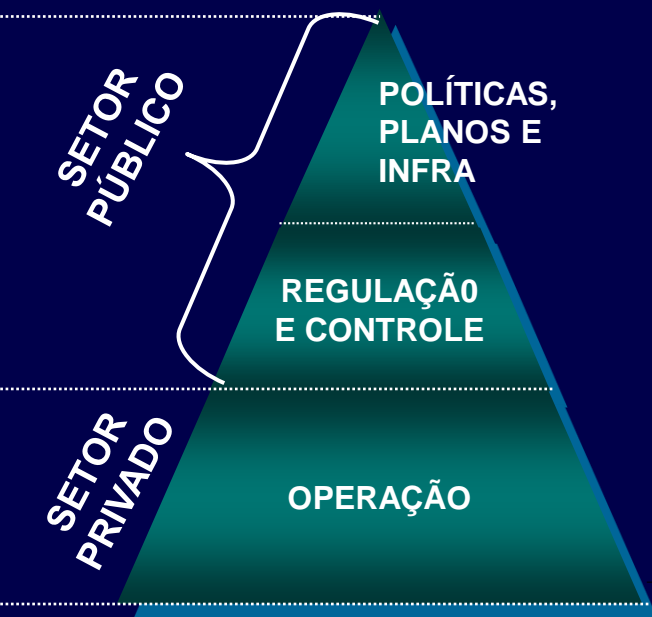 SETOR
PÚBLICO
POLÍTICAS,
PLANOS E
INFRA
REGULAÇÃ0
E CONTROLE
SETOR
PRIVADO
OPERAÇÃO